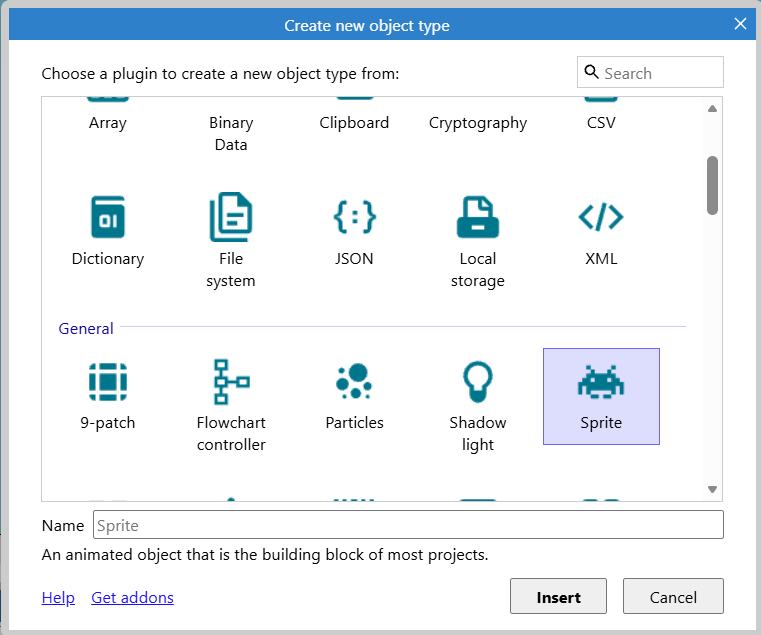 Create new object type
Choose a plugin to create a new object type from:
Search
Array
Binary
Data
Clipboard
Cryptography
CSV
01
Dictionary
File
system
{:}
JSON
Local
storage
</>
XML
General
9-patch
Flowchart
controller
Particles
Shadow
light
Sprite
Name
Sprite
An animated object that is the building block of most projects.
Help
Get addons
Insert
Cancel